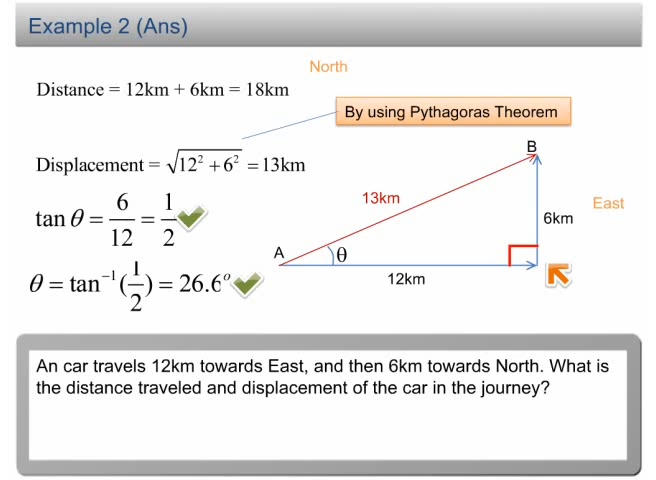 Example 2 (Ans)
North
Distance = 12km + 6km = 18km
By using Pythagoras Theorem
Displacement = √(12² + 6²) = 13km
B
13km
East
tan θ = 6/12 = 1/2
6km
A
θ
12km
θ = tan⁻¹(1/2) = 26.6°
An car travels 12km towards East, and then 6km towards North. What is
the distance traveled and displacement of the car in the journey?